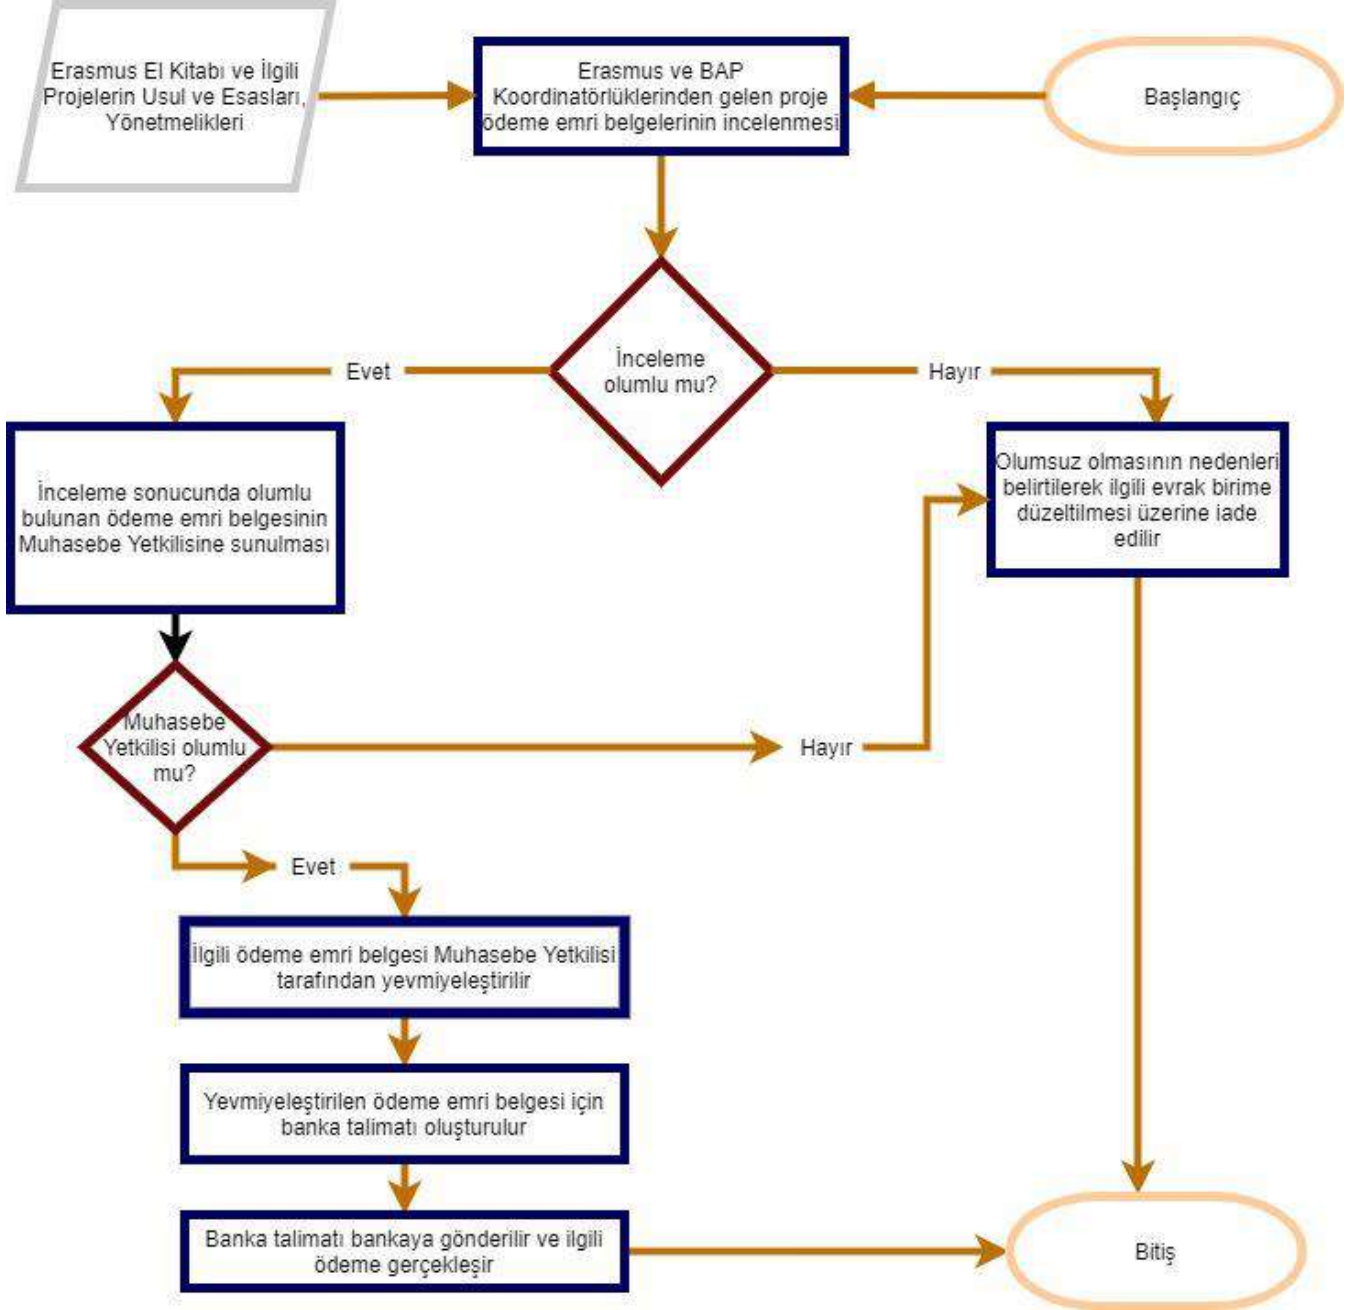 Erasmus El Kitabı ve İlgili
Projelerin Usul ve Esasları,
Yönetmelikleri
Erasmus ve BAP
Koordinatörlüklerinden gelen proje
ödeme emri belgelerinin incelenmesi
Başlangıç
İnceleme
olumlu mu?
Evet
Hayır
İnceleme sonucunda olumlu
bulunan ödeme emri belgesinin
Muhasebe Yetkilisine sunulması
Olumsuz olmasının nedenleri
belirtilerek ilgili evrak birime
düzeltilmesi üzerine iade
edilir
Muhasebe
Yetkilisi olumlu
mu?
Hayır
Evet
İlgili ödeme emri belgesi Muhasebe Yetkilisi
tarafından yevmiyeleştirilir
Yevmiyeleştirilen ödeme emri belgesi için
banka talimatı oluşturulur
Banka talimatı bankaya gönderilir ve ilgili
ödeme gerçekleşir
Bitiş